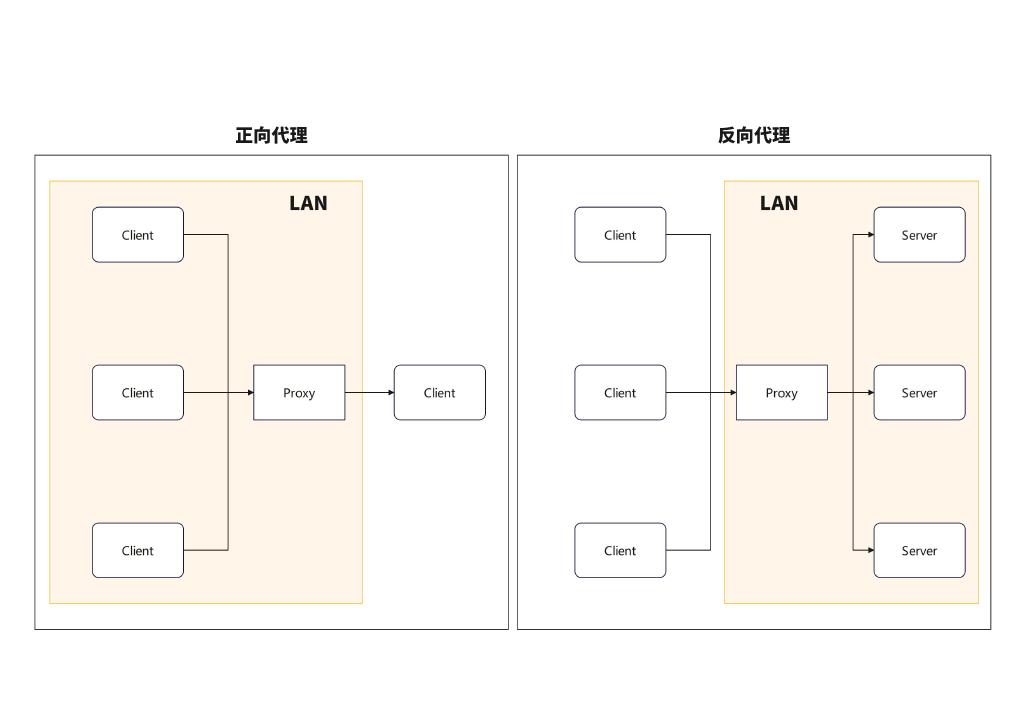 正向代理
LAN
Client
Client
Proxy
Client
Client
反向代理
LAN
Client
Server
Client
Proxy
Server
Client
Server